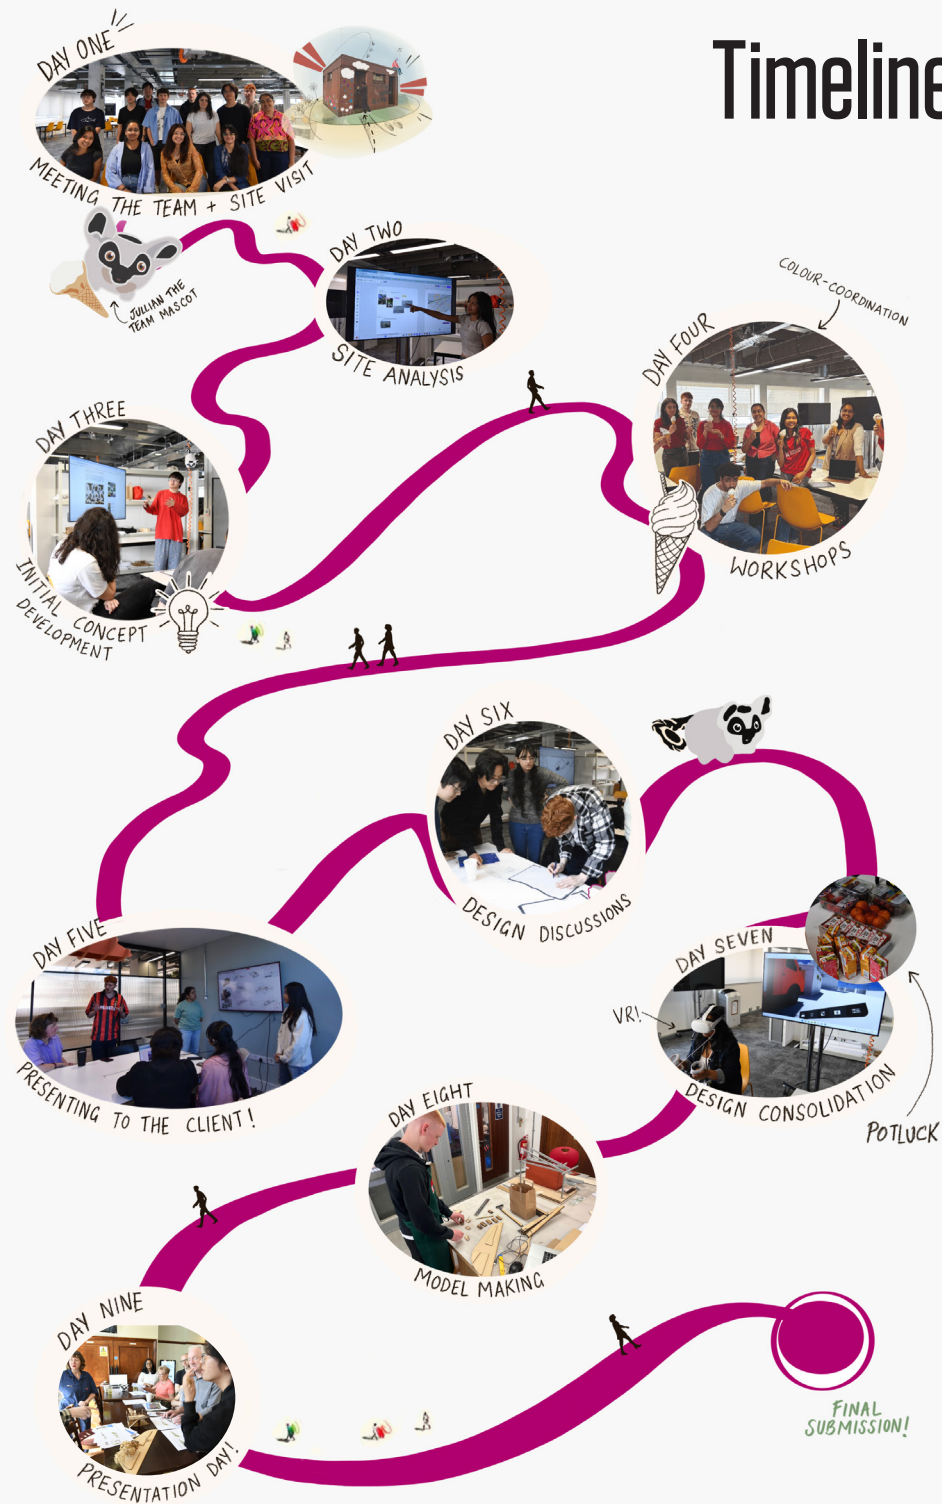 Timeline
DAY ONE
MEETING THE TEAM + SITE VISIT
JULLIAN THE
TEAM MASCOT
DAY TWO
SITE ANALYSIS
DAY THREE
INITIAL CONCEPT
DEVELOPMENT
COLOUR-COORDINATION
DAY FOUR
WORKSHOPS
DAY FIVE
PRESENTING TO THE CLIENT!
DAY SIX
DESIGN DISCUSSIONS
DAY SEVEN
VR!
DESIGN CONSOLIDATION
POTLUCK
DAY EIGHT
MODEL MAKING
DAY NINE
PRESENTATION DAY!
FINAL
SUBMISSION!